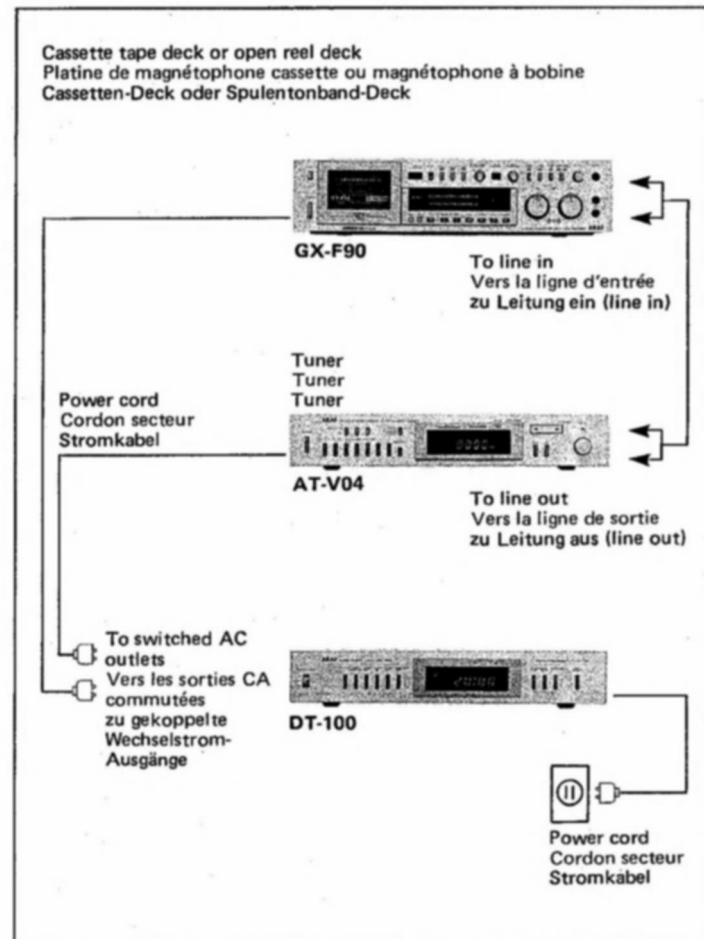 Cassette tape deck or open reel deck
Platine de magnétophone cassette ou magnétophone à bobine
Cassetten-Deck oder Spulentonband-Deck
GX-F90
To line in
Vers la ligne d'entrée
zu Leitung ein (line in)
Tuner
Tuner
Tuner
Power cord
Cordon secteur
Stromkabel
AT-V04
To line out
Vers la ligne de sortie
zu Leitung aus (line out)
To switched AC
outlets
Vers les sorties CA
commutées
zu gekoppelte
Wechselstrom-
Ausgänge
DT-100
Power cord
Cordon secteur
Stromkabel